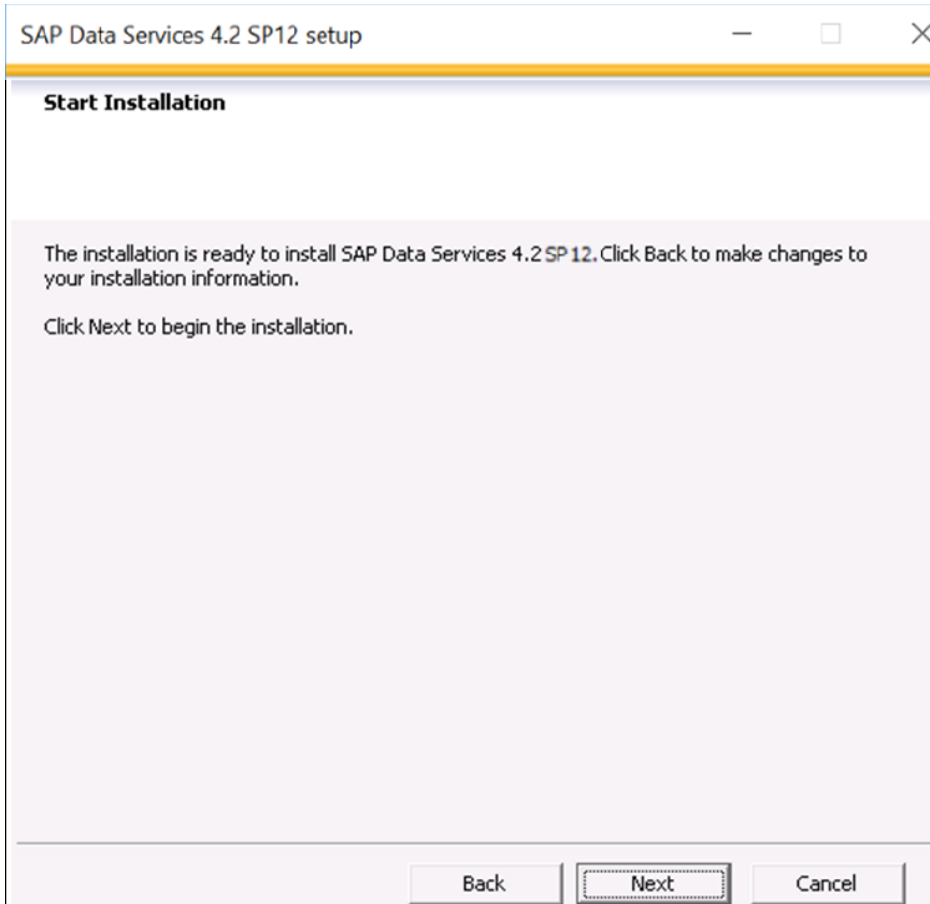 SAP Data Services 4.2 SP12 setup
Start Installation
The installation is ready to install SAP Data Services 4.2 SP 12. Click Back to make changes to
your installation information.
Click Next to begin the installation.
Back
Next
Cancel